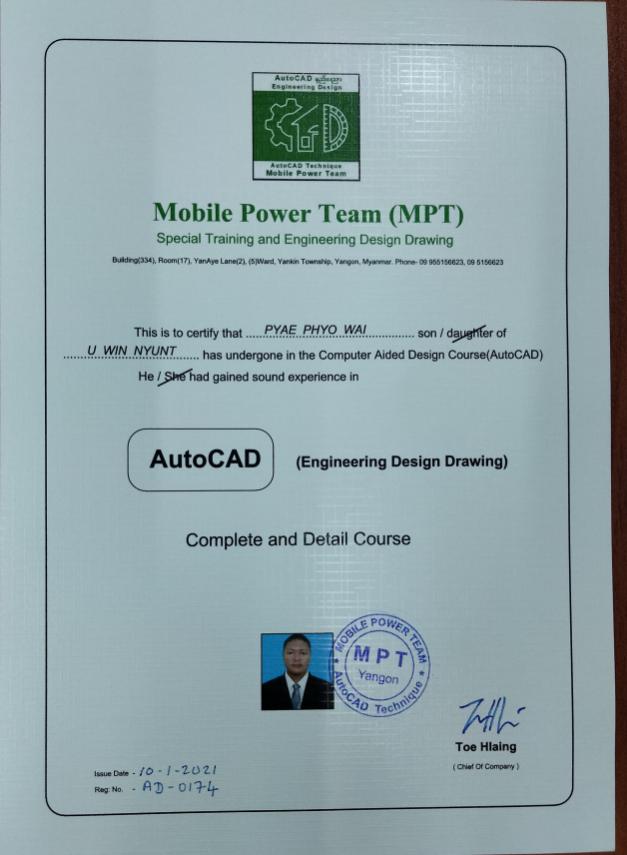 AutoCAD နည်းပညာ
Engineering Design
AutoCAD Technique
Mobile Power Team
Mobile Power Team (MPT)
Special Training and Engineering Design Drawing
Building(334), Room(17), YanAye Lane(2), (5)Ward, Yankin Township, Yangon, Myanmar. Phone- 09 955156623, 09 5156623
This is to certify that PYAE PHYO WAI son / daughter of
U WIN NYUNT has undergone in the Computer Aided Design Course(AutoCAD)
He / She had gained sound experience in
AutoCAD (Engineering Design Drawing)
Complete and Detail Course
MOBILE POWER TEAM
MPT
Yangon
AutoCAD Technique
Toe Hlaing
( Chief Of Company )
Issue Date - 10-1-2021
Reg: No. - AD-0174